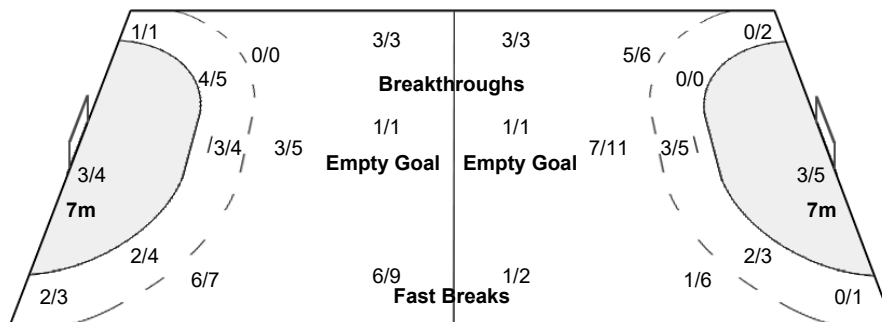 1/1 3/3 3/3 0/2
0/0 5/6
4/5 Breakthroughs 0/0
1/1 1/1
3/4 3/5 7/11 3/5
Empty Goal Empty Goal
3/4 3/5
7m 7m
2/4 2/3
6/7 6/9 1/2 1/6
2/3 Fast Breaks 0/1